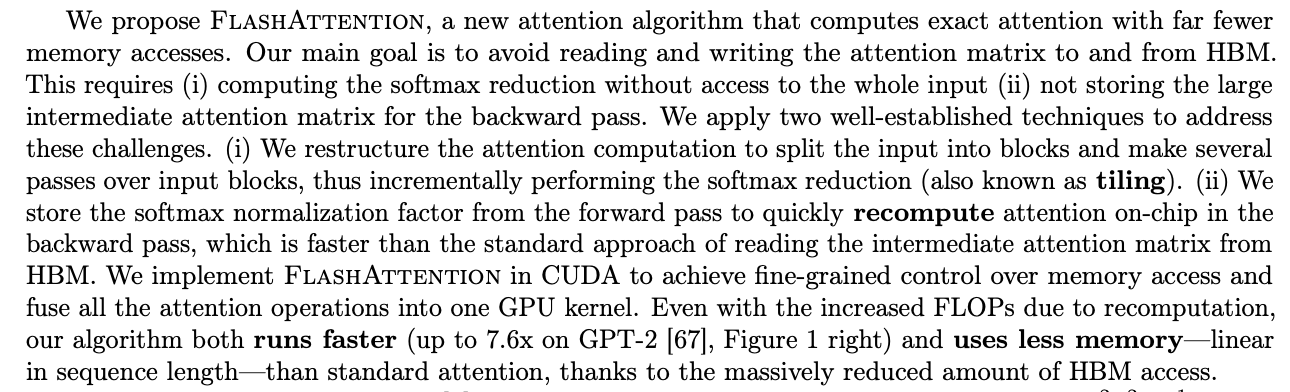 We propose FLASHATTENTION, a new attention algorithm that computes exact attention with far fewer
memory accesses. Our main goal is to avoid reading and writing the attention matrix to and from HBM.
This requires (i) computing the softmax reduction without access to the whole input (ii) not storing the large
intermediate attention matrix for the backward pass. We apply two well-established techniques to address
these challenges. (i) We restructure the attention computation to split the input into blocks and make several
passes over input blocks, thus incrementally performing the softmax reduction (also known as tiling). (ii) We
store the softmax normalization factor from the forward pass to quickly recompute attention on-chip in the
backward pass, which is faster than the standard approach of reading the intermediate attention matrix from
HBM. We implement FLASHATTENTION in CUDA to achieve fine-grained control over memory access and
fuse all the attention operations into one GPU kernel. Even with the increased FLOPs due to recomputation,
our algorithm both runs faster (up to 7.6x on GPT-2 [67], Figure 1 right) and uses less memory—linear
in sequence length—than standard attention, thanks to the massively reduced amount of HBM access.